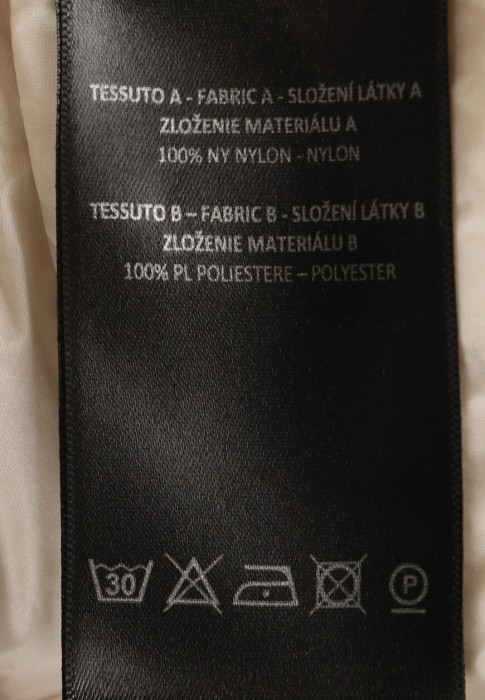 TESSUTO A - FABRIC A - SLOŽENÍ LÁTKY A
ZLOŽENIE MATERIÁLU A
100% NY NYLON - NYLON
TESSUTO B – FABRIC B - SLOŽENÍ LÁTKY B
ZLOŽENIE MATERIÁLU B
100% PL POLIESTERE – POLYESTER
30 P